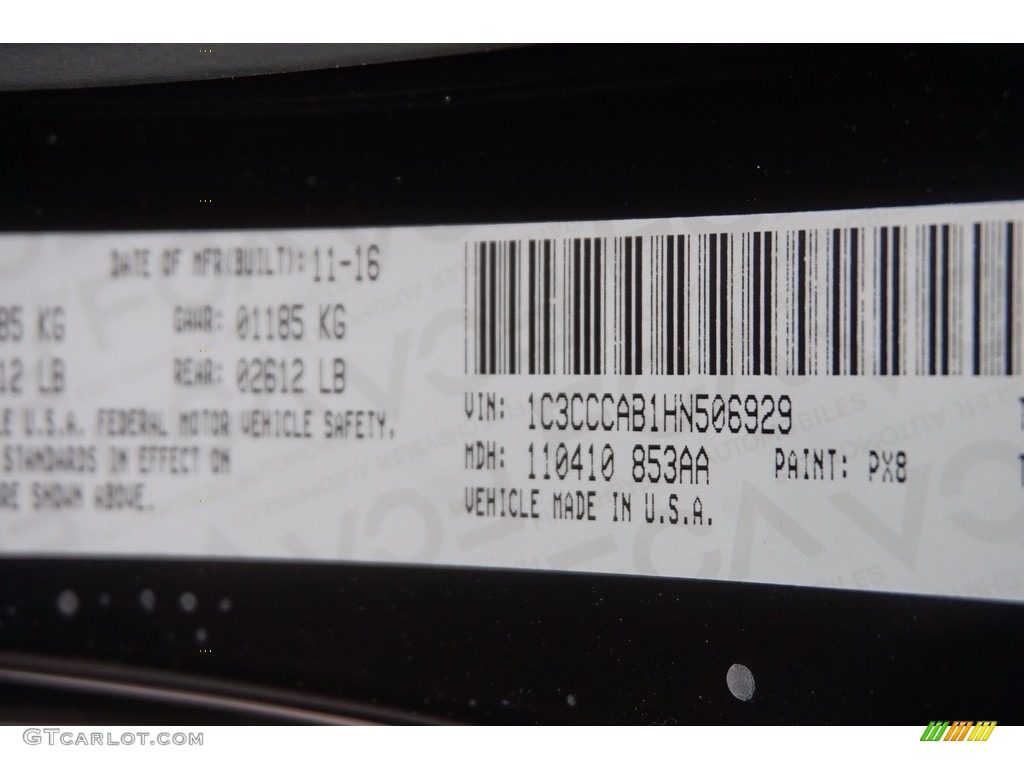 DATE OF MFR(BUILT): 11-16
85 KG GAWR: 01185 KG
12 LB REAR: 02612 LB
E U.S.A. FEDERAL MOTOR VEHICLE SAFETY,
STANDARDS IN EFFECT ON
RE SHOWN ABOVE.
VIN: 1C3CCCAB1HN506929
MDH: 110410 853AA PAINT: PX8
VEHICLE MADE IN U.S.A.
GTCARLOT.COM